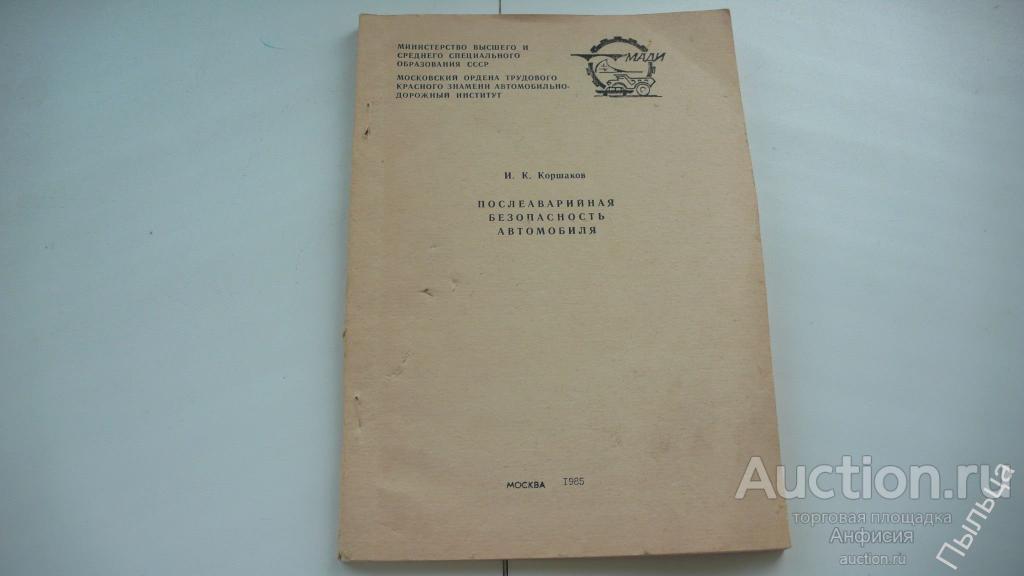 МИНИСТЕРСТВО ВЫСШЕГО И
СРЕДНЕГО СПЕЦИАЛЬНОГО
ОБРАЗОВАНИЯ СССР
МОСКОВСКИЙ ОРДЕНА ТРУДОВОГО
КРАСНОГО ЗНАМЕНИ АВТОМОБИЛЬНО-
ДОРОЖНЫЙ ИНСТИТУТ
МАДИ
И. К. Коршаков
ПОСЛЕАВАРИЙНАЯ
БЕЗОПАСНОСТЬ
АВТОМОБИЛЯ
МОСКВА 1985
Auction.ru
торговая площадка
Анфисия
auction.ru
Пыльца